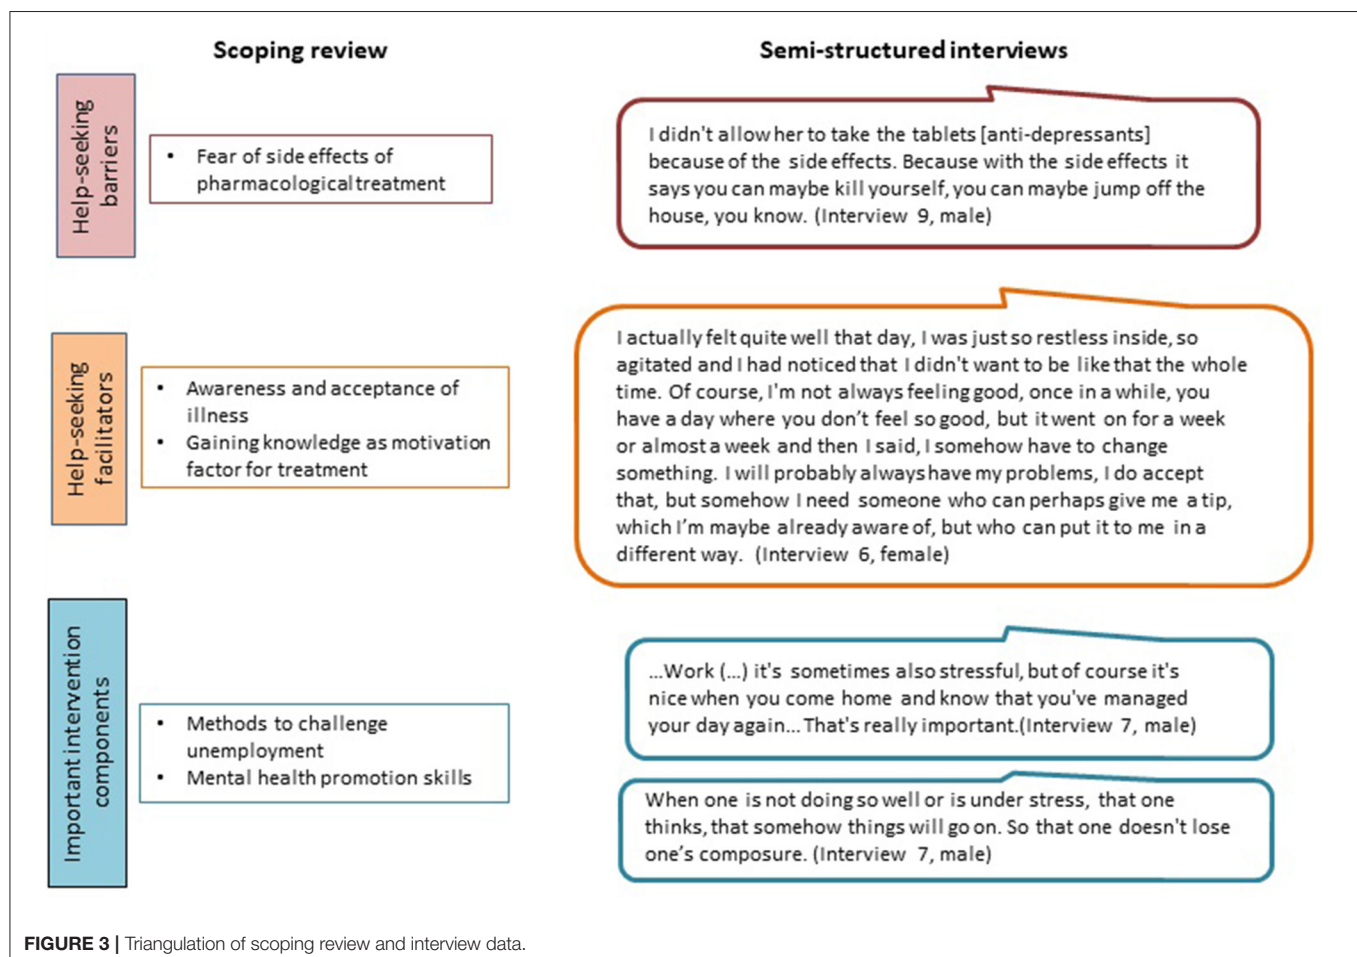 Scoping review
Semi-structured interviews
Help-seeking
barriers
• Fear of side effects of
pharmacological treatment
I didn't allow her to take the tablets [anti-depressants]
because of the side effects. Because with the side effects it
says you can maybe kill yourself, you can maybe jump off the
house, you know. (Interview 9, male)
Help-seeking
facilitators
• Awareness and acceptance of
illness
• Gaining knowledge as motivation
factor for treatment
I actually felt quite well that day, I was just so restless inside, so
agitated and I had noticed that I didn't want to be like that the whole
time. Of course, I'm not always feeling good, once in a while, you
have a day where you don’t feel so good, but it went on for a week
or almost a week and then I said, I somehow have to change
something. I will probably always have my problems, I do accept
that, but somehow I need someone who can perhaps give me a tip,
which I’m maybe already aware of, but who can put it to me in a
different way. (Interview 6, female)
Important intervention
components
• Methods to challenge
unemployment
• Mental health promotion skills
...Work (...) it's sometimes also stressful, but of course it's
nice when you come home and know that you've managed
your day again... That's really important.(Interview 7, male)
When one is not doing so well or is under stress, that one
thinks, that somehow things will go on. So that one doesn't lose
one’s composure. (Interview 7, male)
FIGURE 3 | Triangulation of scoping review and interview data.